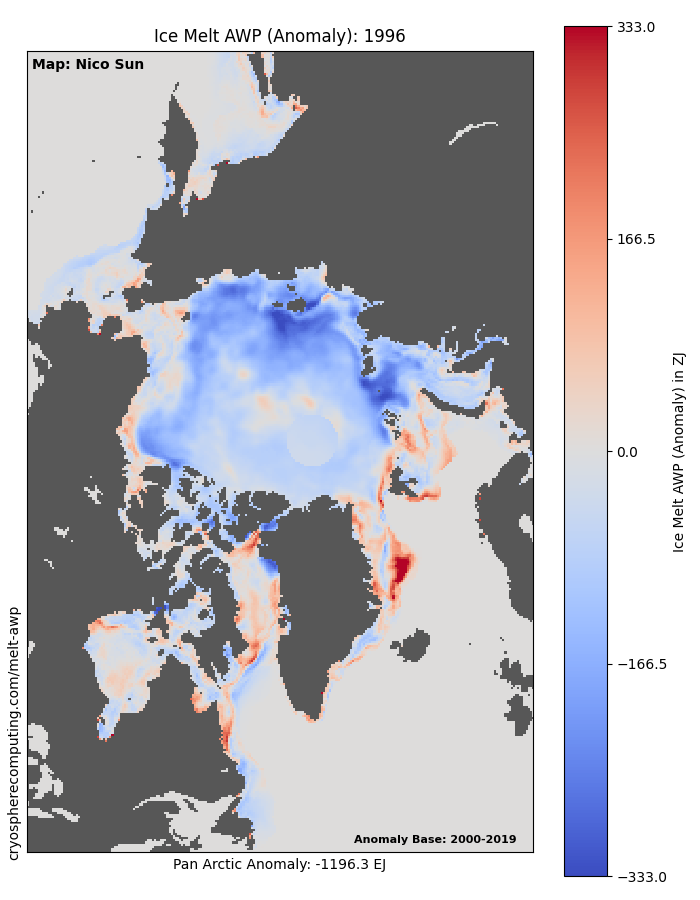 Ice Melt AWP (Anomaly): 1996
Map: Nico Sun
333.0
166.5
0.0
−166.5
−333.0
Ice Melt AWP (Anomaly) in ZJ
cryospherecomputing.com/melt-awp
Anomaly Base: 2000-2019
Pan Arctic Anomaly: -1196.3 EJ